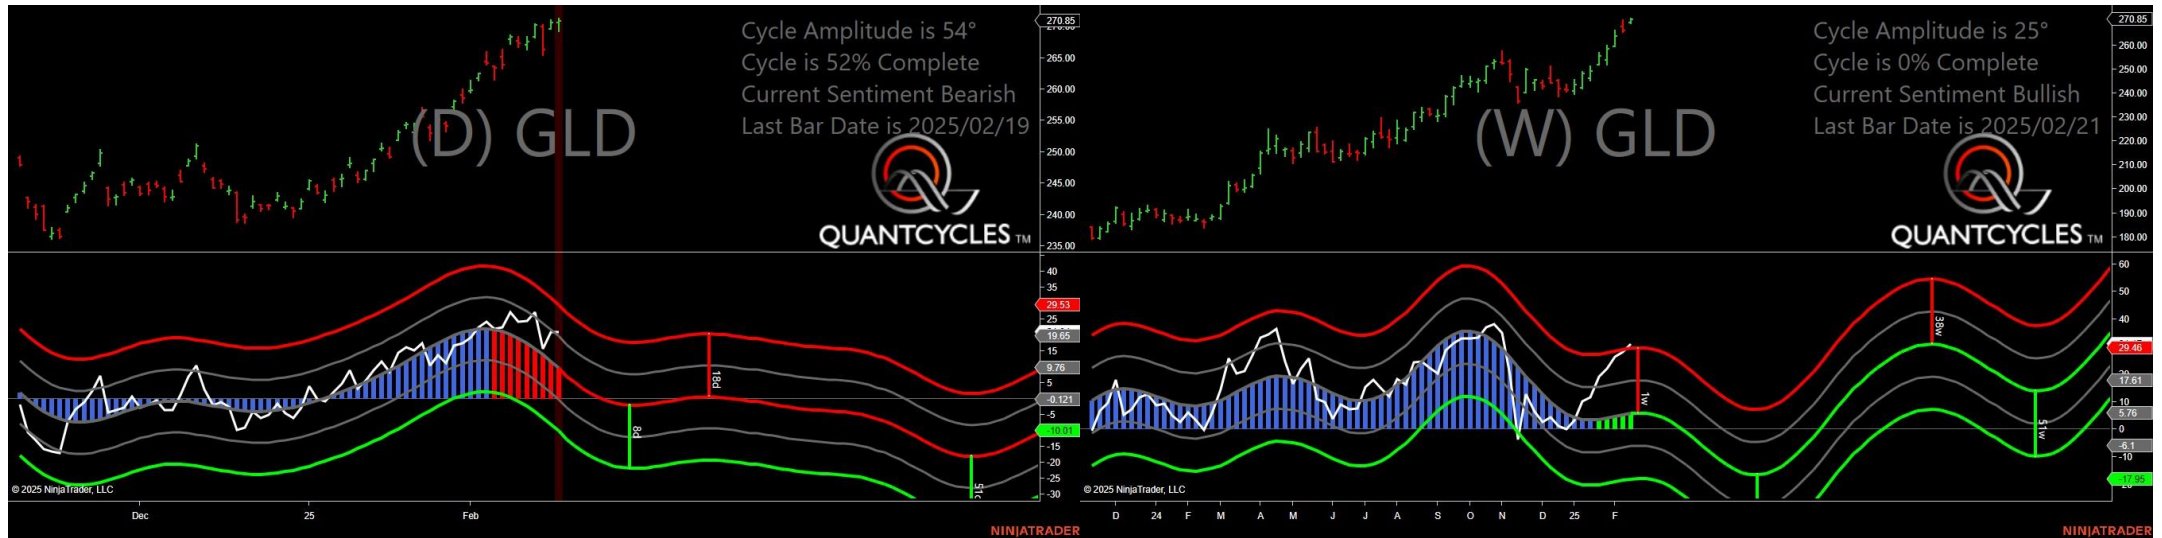 Cycle Amplitude is 54°
Cycle is 52% Complete
Current Sentiment Bearish
Last Bar Date is 2025/02/19
(D) GLD
QUANTCYCLES TM
270.85
265.00
260.00
255.00
250.00
245.00
240.00
235.00
40
35
29.53
25
19.65
15
9.76
5
-0.121
-5
-10.01
-15
-20
-25
-30
18d
8d
© 2025 NinjaTrader, LLC
Dec
25
Feb
NINJATRADER
Cycle Amplitude is 25°
Cycle is 0% Complete
Current Sentiment Bullish
Last Bar Date is 2025/02/21
(W) GLD
QUANTCYCLES TM
270.85
260.00
250.00
240.00
230.00
220.00
210.00
200.00
190.00
180.00
60
50
40
29.46
20
17.61
10
5.76
0
-6.1
-10
-17.95
1w
38w
51w
© 2025 NinjaTrader, LLC
D
24
F
M
A
M
J
J
A
S
O
N
D
25
F
NINJATRADER